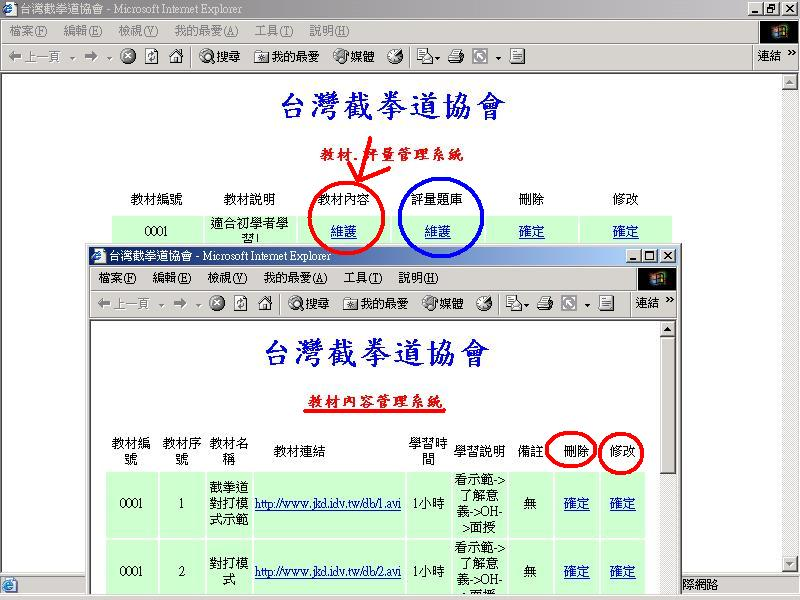 台灣截拳道協會 - Microsoft Internet Explorer
檔案(F) 編輯(E) 檢視(V) 我的最愛(A) 工具(T) 說明(H)
上一頁 搜尋 我的最愛 媒體 連結 »
台灣截拳道協會
教材.評量管理系統
教材編號 教材說明 教材內容 評量題庫 刪除 修改
0001 適合初學者學習! 維護 維護 確定 確定
台灣截拳道協會 - Microsoft Internet Explorer
檔案(F) 編輯(E) 檢視(V) 我的最愛(A) 工具(T) 說明(H)
上一頁 搜尋 我的最愛 媒體 連結 »
台灣截拳道協會
教材內容管理系統
教材編號 教材序號 教材名稱 教材連結 學習時間 學習說明 備註 刪除 修改
0001 1 截拳道對打模式示範 http://www.jkd.idv.tw/db/1.avi 1小時 看示範->了解意義->OH->面授 無 確定 確定
0001 2 對打模式 http://www.jkd.idv.tw/db/2.avi 1小時 看示範->了解意義->OH->面授 無 確定 確定
際網路